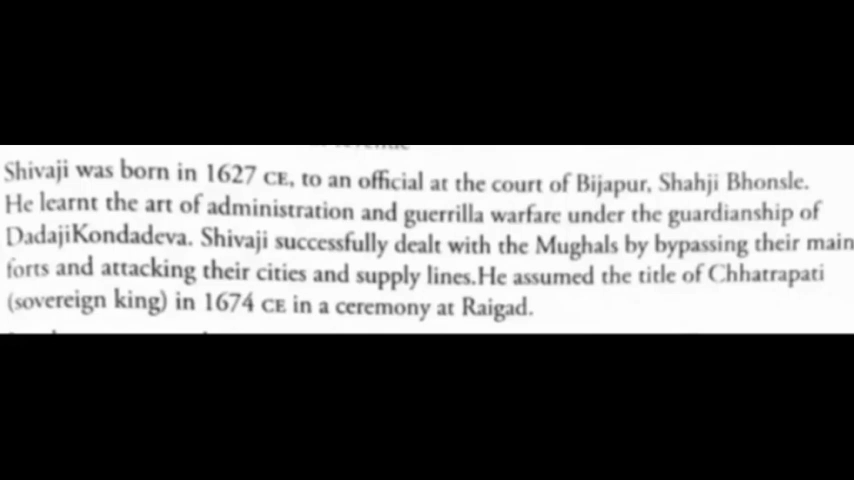 Shivaji was born in 1627 CE, to an official at the court of Bijapur, Shahji Bhonsle.
He learnt the art of administration and guerrilla warfare under the guardianship of
DadajiKondadeva. Shivaji successfully dealt with the Mughals by bypassing their main
forts and attacking their cities and supply lines.He assumed the title of Chhatrapati
(sovereign king) in 1674 CE in a ceremony at Raigad.